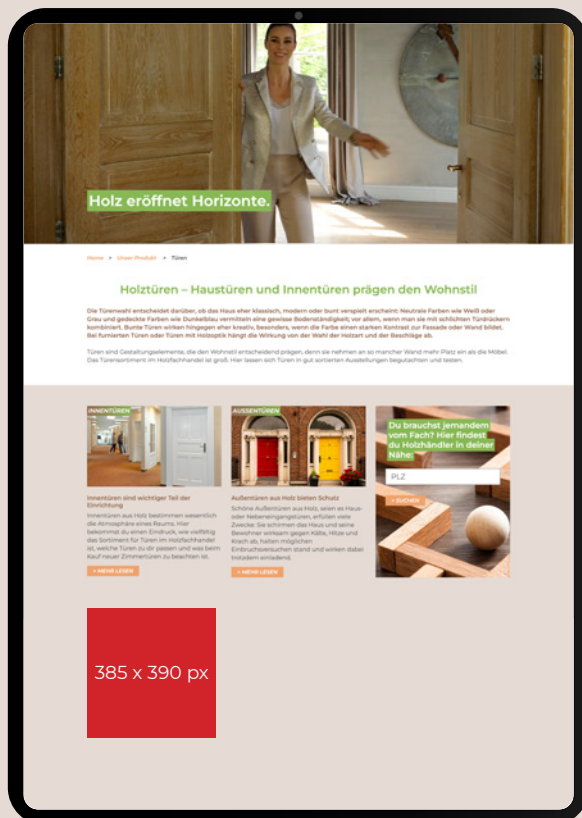 Holz eröffnet Horizonte.
Home > Unser Produkt > Türen
Holztüren – Haustüren und Innentüren prägen den Wohnstil
Die Türenwahl entscheidet darüber, ob das Haus eher klassisch, modern oder bunt verspielt erscheint: Neutrale Farben wie Weiß oder
Grau und gedeckte Farben wie Dunkelblau vermitteln eine gewisse Bodenständigkeit; vor allem, wenn man sie mit schlichten Türdrückern
kombiniert. Bunte Türen wirken hingegen eher kreativ, besonders, wenn die Farbe einen starken Kontrast zur Fassade oder Wand bildet.
Bei furnierten Türen oder Türen mit Holzoptik hängt die Wirkung von der Wahl der Holzart und der Beschläge ab.
Türen sind Gestaltungselemente, die den Wohnstil entscheidend prägen, denn sie nehmen an so mancher Wand mehr Platz ein als die Möbel.
Das Türensortiment im Holzfachhandel ist groß. Hier lassen sich Türen in gut sortierten Ausstellungen begutachten und testen.
INNENTÜREN
Innentüren sind wichtiger Teil der
Einrichtung
Innentüren aus Holz bestimmen wesentlich
die Atmosphäre eines Raums. Hier
bekommst du einen Eindruck, wie vielfältig
das Sortiment für Türen im Holzfachhandel
ist, welche Türen zu dir passen und was beim
Kauf neuer Zimmertüren zu beachten ist.
> MEHR LESEN
AUSSENTÜREN
Außentüren aus Holz bieten Schutz
Schöne Außentüren aus Holz, seien es Haus-
oder Nebeneingangstüren, erfüllen viele
Zwecke: Sie schirmen das Haus und seine
Bewohner wirksam gegen Kälte, Hitze und
Krach ab, halten möglichen
Einbruchsversuchen stand und wirken dabei
trotzdem einladend.
> MEHR LESEN
Du brauchst jemandem
vom Fach? Hier findest
du Holzhändler in deiner
Nähe:
PLZ
> SUCHEN
385 x 390 px